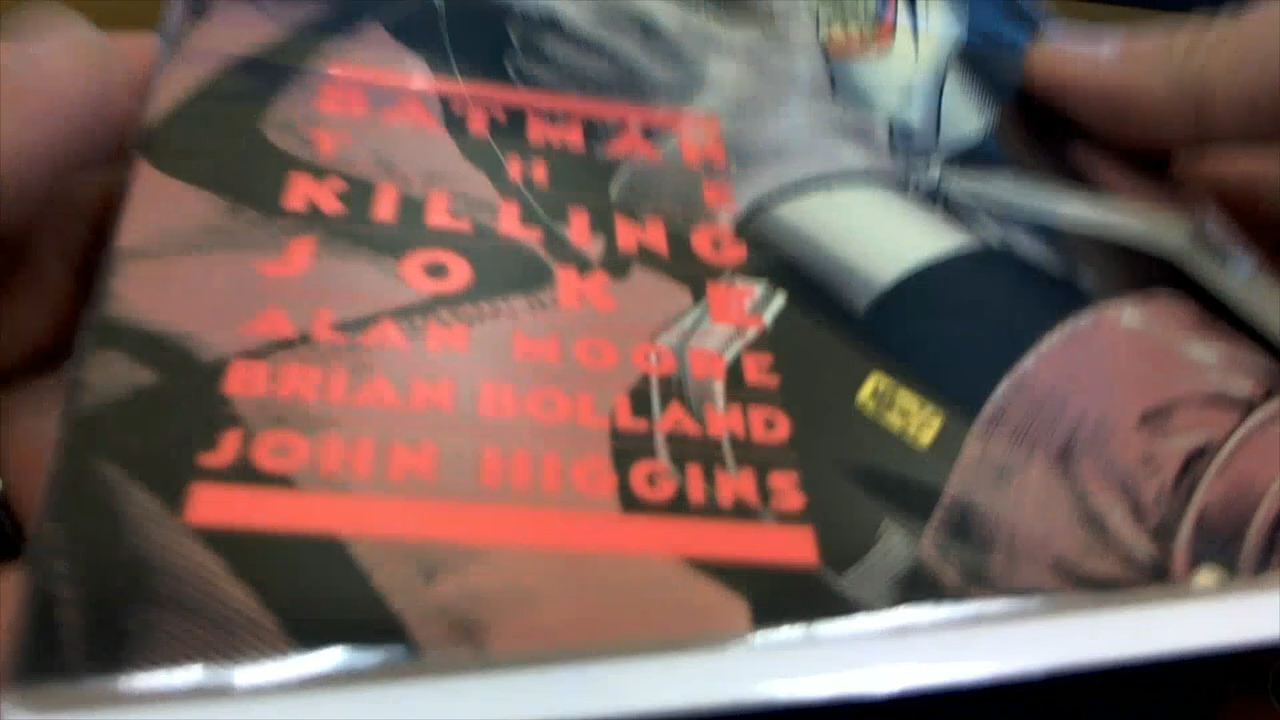 BATMAN
THE
KILLING
JOKE
ALAN MOORE
BRIAN BOLLAND
JOHN HIGGINS